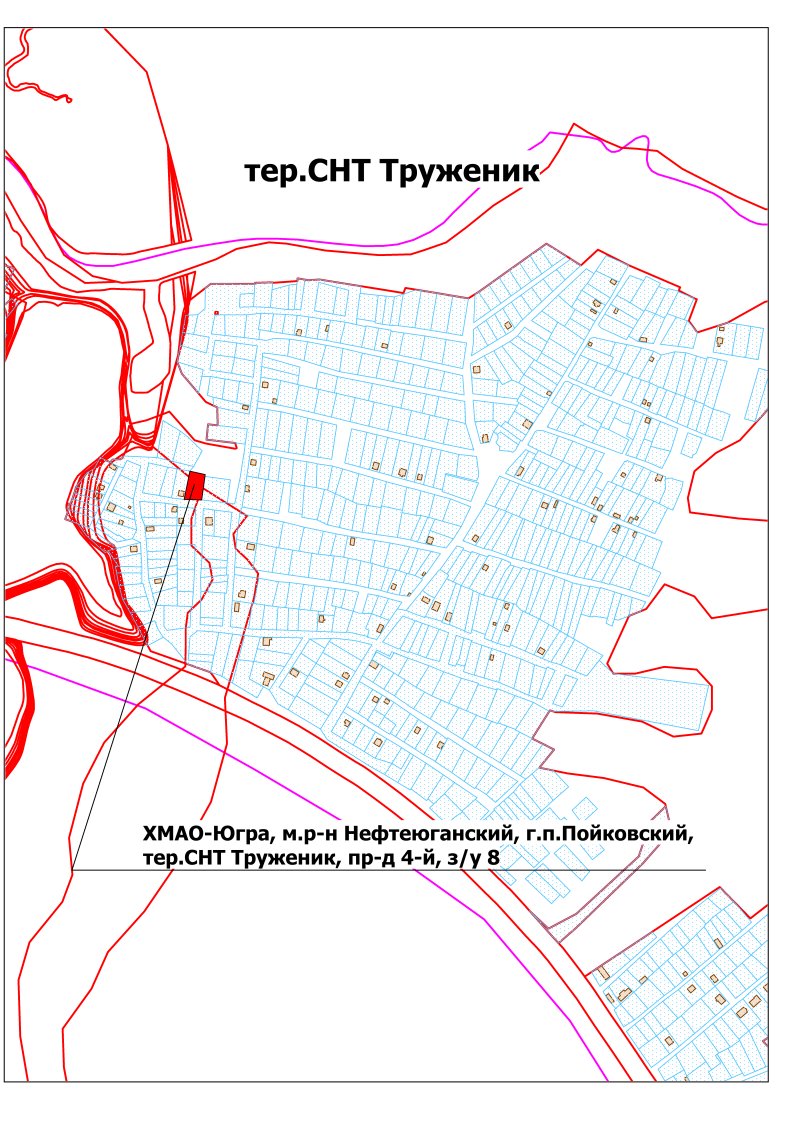 тер.СНТ Труженик
ХМАО-Югра, м.р-н Нефтеюганский, г.п.Пойковский,
тер.СНТ Труженик, пр-д 4-й, з/у 8